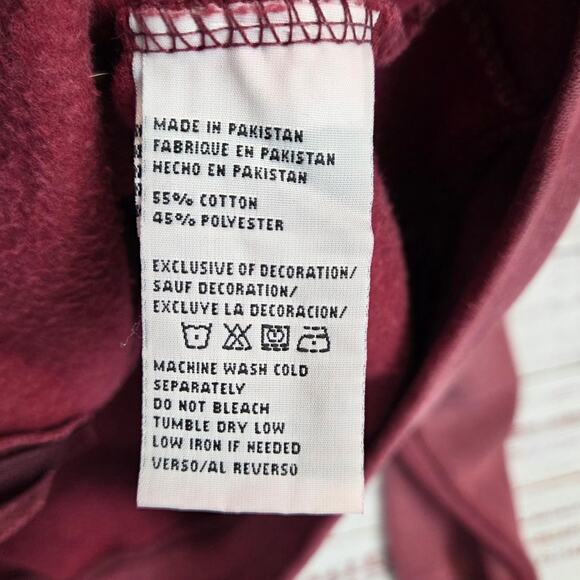 MADE IN PAKISTAN
FABRIQUE EN PAKISTAN
HECHO EN PAKISTAN
55% COTTON
45% POLYESTER
EXCLUSIVE OF DECORATION/
SAUF DECORATION/
EXCLUYE LA DECORACION/
MACHINE WASH COLD
SEPARATELY
DO NOT BLEACH
TUMBLE DRY LOW
LOW IRON IF NEEDED
VERSO/AL REVERSO